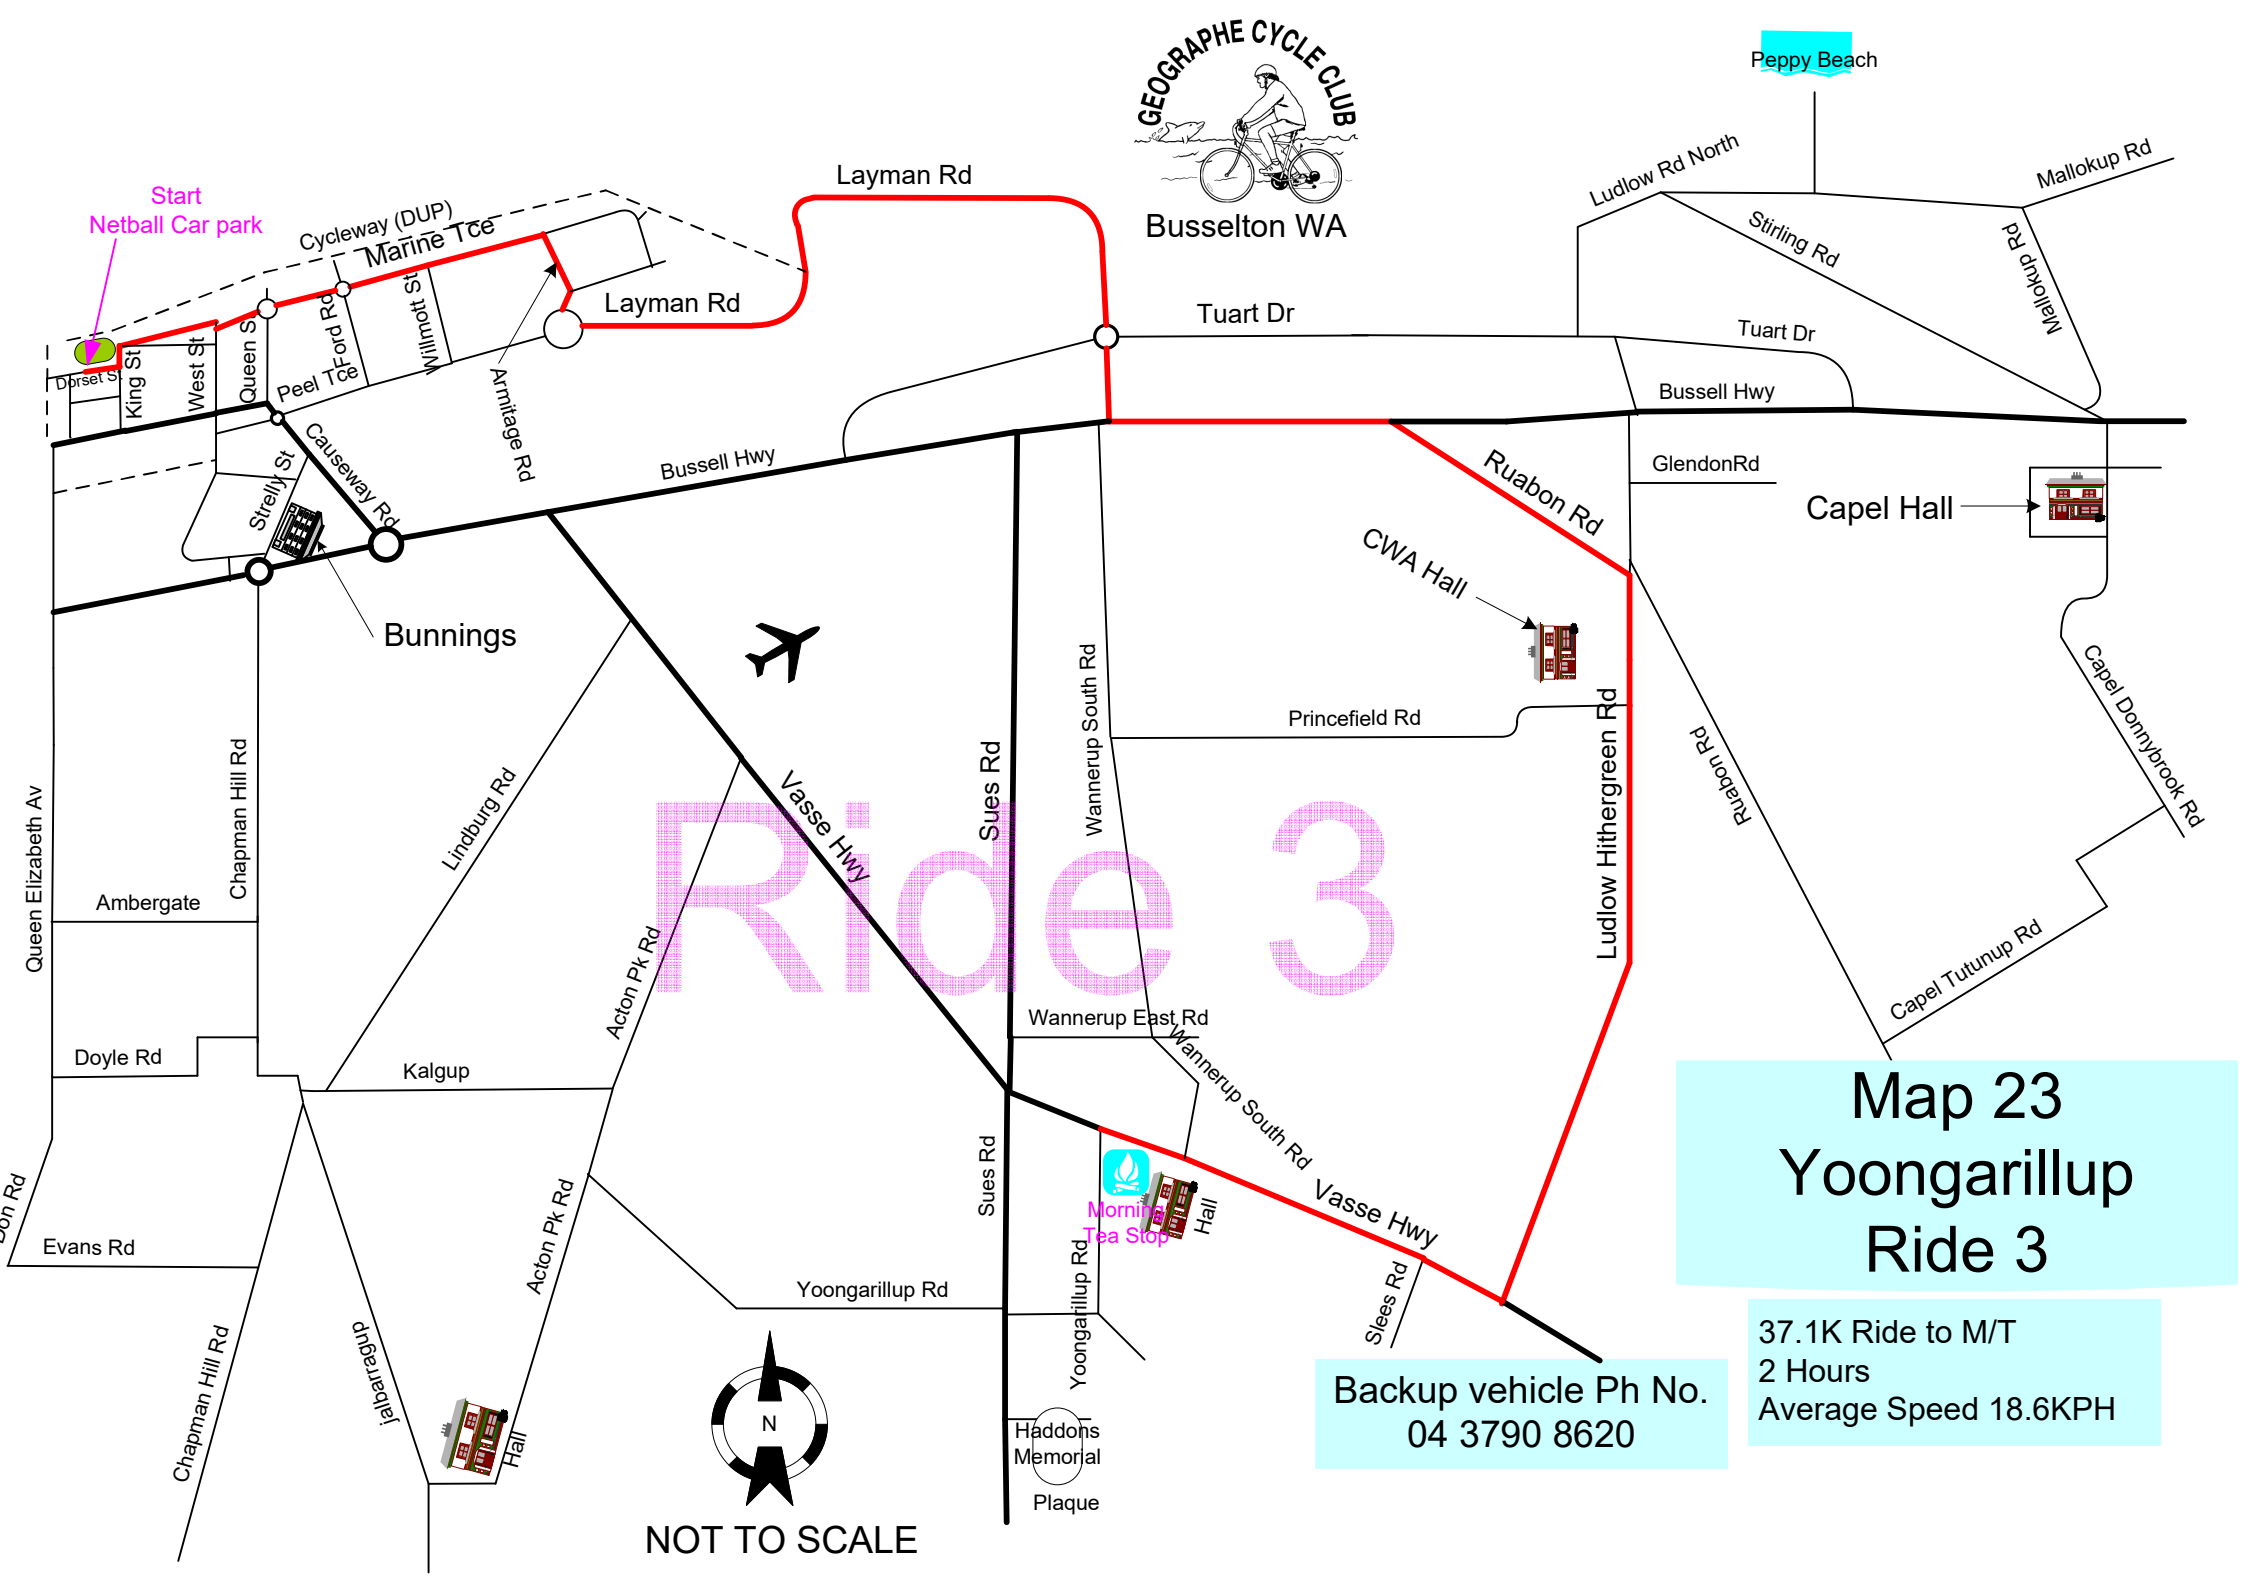 GEOGRAPHE CYCLE CLUB
Busselton WA
Peppy Beach
Ludlow Rd North
Mallokup Rd
Stirling Rd
Mallokup Rd
Layman Rd
Start
Netball Car park
Cycleway (DUP)
Marine Tce
Layman Rd
Tuart Dr
Tuart Dr
Dorset St
King St
West St
Queen S
Ford Rd
Willmott St
Peel Tce
Armitage Rd
Bussell Hwy
Causeway Rd
Strelly St
Bussell Hwy
GlendonRd
Ruabon Rd
Capel Hall
CWA Hall
Bunnings
Wannerup South Rd
Princefield Rd
Ludlow Hithergreen Rd
Ruabon Rd
Capel Donnybrook Rd
Queen Elizabeth Av
Chapman Hill Rd
Lindburg Rd
Vasse Hwy
Sues Rd
Ride 3
Ambergate
Acton Pk Rd
Capel Tutunup Rd
Wannerup East Rd
Doyle Rd
Kalgup
Wannerup South Rd
Map 23
Yoongarillup
Ride 3
Don Rd
Evans Rd
Acton Pk Rd
Sues Rd
Morning
Tea Stop
Hall
Vasse Hwy
Yoongarillup Rd
Yoongarillup Rd
Slees Rd
Chapman Hill Rd
jalbarragup
Hall
N
NOT TO SCALE
Haddons
Memorial
Plaque
37.1K Ride to M/T
2 Hours
Average Speed 18.6KPH
Backup vehicle Ph No.
04 3790 8620